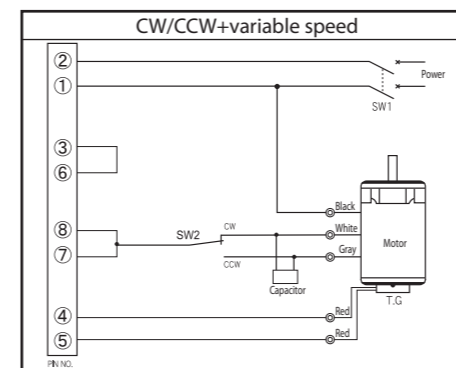 CW/CCW+variable speed
②
Power
①
SW1
③
⑥
Black
⑧
SW2
CW
White
Motor
⑦
CCW
Gray
Capacitor
T.G
④
Red
⑤
Red
PIN NO.